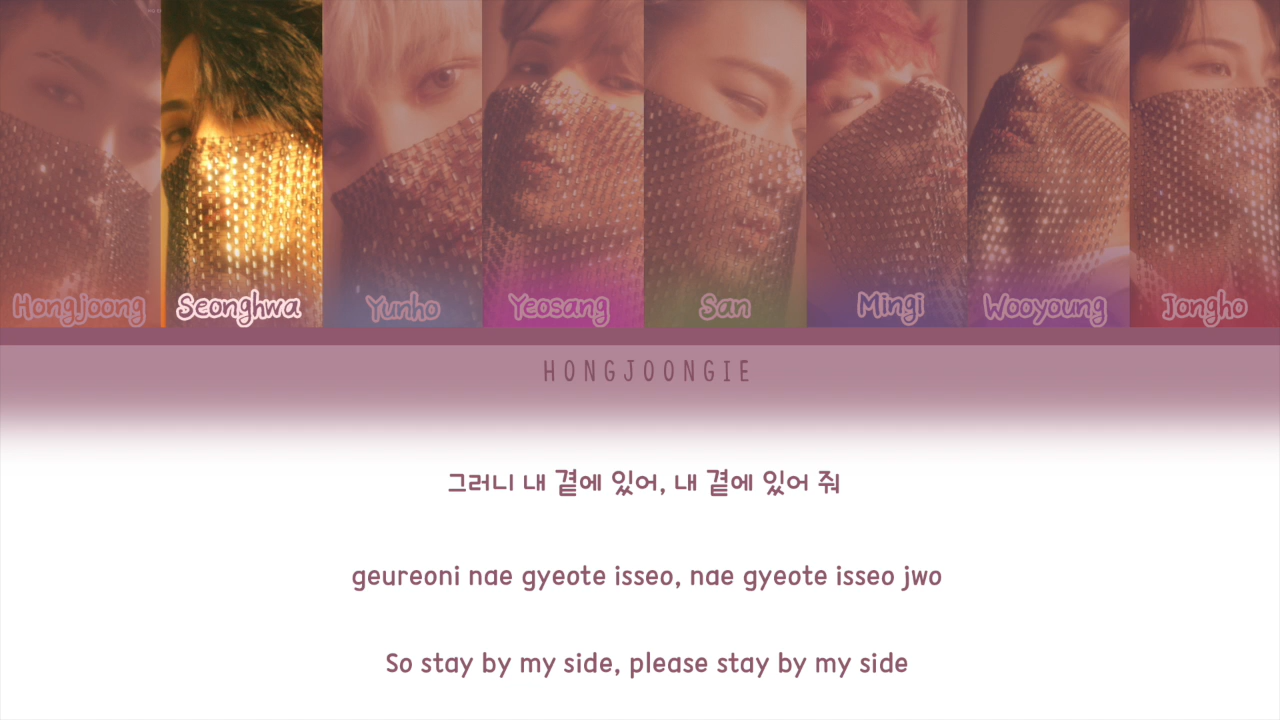 Hongjoong
Seonghwa
Yunho
Yeosang
San
Mingi
Wooyoung
Jongho
HONGJOONGIE
그러니 내 곁에 있어, 내 곁에 있어 줘
geureoni nae gyeote isseo, nae gyeote isseo jwo
So stay by my side, please stay by my side